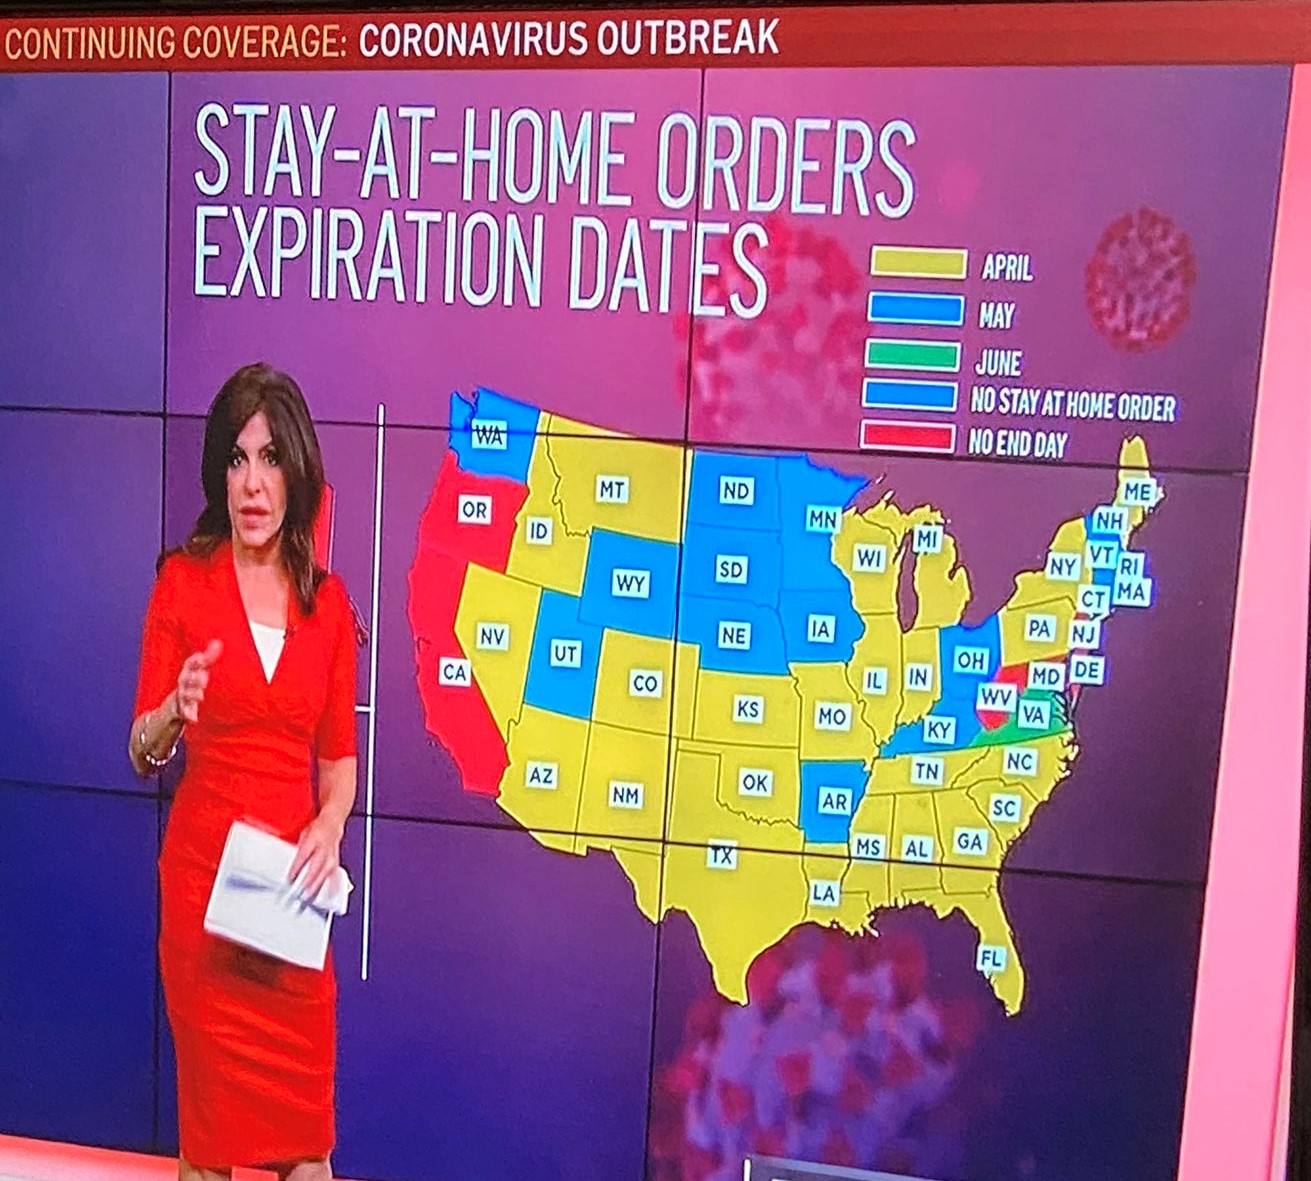 CONTINUING COVERAGE: CORONAVIRUS OUTBREAK
STAY-AT-HOME ORDERS
EXPIRATION DATES
APRIL
MAY
JUNE
NO STAY AT HOME ORDER
NO END DAY
WA
MT
ND
MN
ME
OR
ID
WI
MI
NH
NY
VT
RI
WY
SD
CT
MA
NV
UT
NE
IA
PA
NJ
CA
CO
IL
IN
OH
MD
DE
KS
MO
WV
KY
VA
AZ
NM
OK
AR
TN
NC
SC
TX
MS
AL
GA
LA
FL